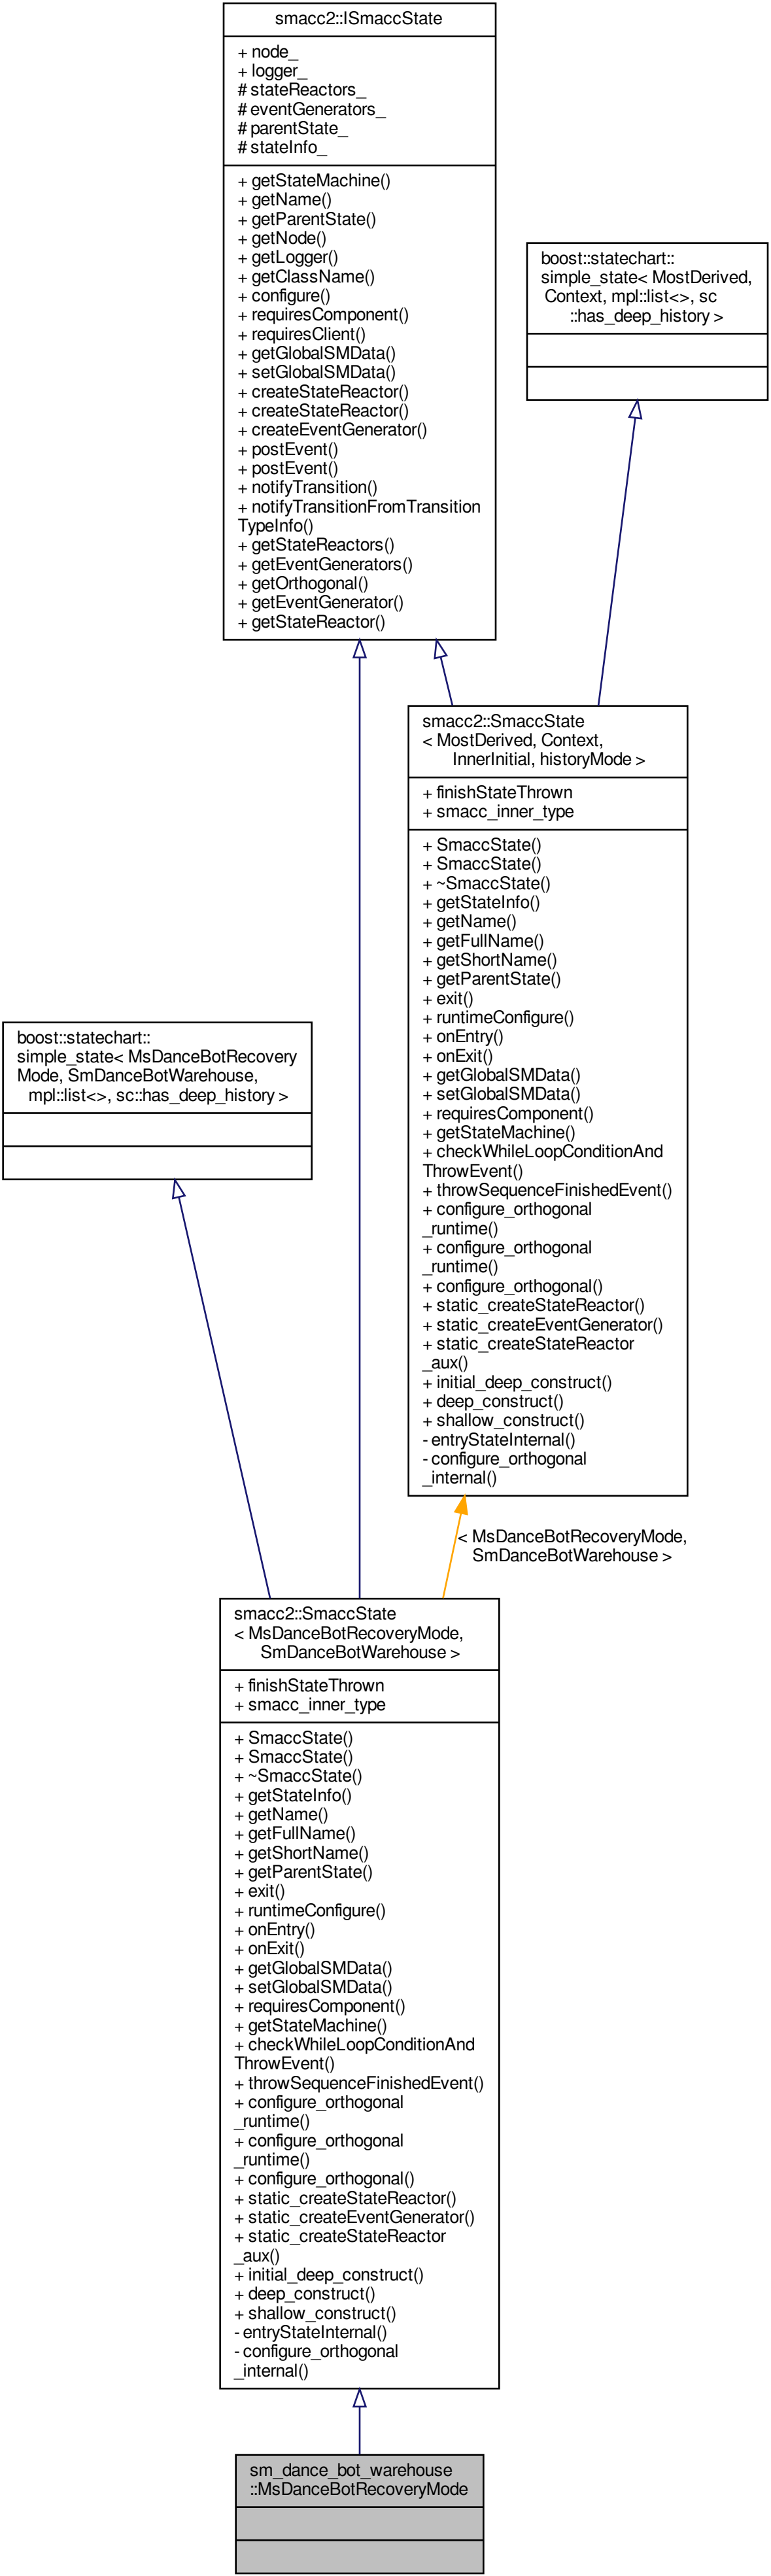 smacc2::ISmaccState
+ node_
+ logger_
# stateReactors_
# eventGenerators_
# parentState_
# stateInfo_
+ getStateMachine()
+ getName()
+ getParentState()
+ getNode()
+ getLogger()
+ getClassName()
+ configure()
+ requiresComponent()
+ requiresClient()
+ getGlobalSMData()
+ setGlobalSMData()
+ createStateReactor()
+ createStateReactor()
+ createEventGenerator()
+ postEvent()
+ postEvent()
+ notifyTransition()
+ notifyTransitionFromTransition
TypeInfo()
+ getStateReactors()
+ getEventGenerators()
+ getOrthogonal()
+ getEventGenerator()
+ getStateReactor()
boost::statechart::
simple_state< MostDerived,
Context, mpl::list<>, sc
::has_deep_history >
smacc2::SmaccState
< MostDerived, Context,
InnerInitial, historyMode >
+ finishStateThrown
+ smacc_inner_type
+ SmaccState()
+ SmaccState()
+ ~SmaccState()
+ getStateInfo()
+ getName()
+ getFullName()
+ getShortName()
+ getParentState()
+ exit()
+ runtimeConfigure()
+ onEntry()
+ onExit()
+ getGlobalSMData()
+ setGlobalSMData()
+ requiresComponent()
+ getStateMachine()
+ checkWhileLoopConditionAnd
ThrowEvent()
+ throwSequenceFinishedEvent()
+ configure_orthogonal
_runtime()
+ configure_orthogonal
_runtime()
+ configure_orthogonal()
+ static_createStateReactor()
+ static_createEventGenerator()
+ static_createStateReactor
_aux()
+ initial_deep_construct()
+ deep_construct()
+ shallow_construct()
- entryStateInternal()
- configure_orthogonal
_internal()
boost::statechart::
simple_state< MsDanceBotRecovery
Mode, SmDanceBotWarehouse,
mpl::list<>, sc::has_deep_history >
< MsDanceBotRecoveryMode,
SmDanceBotWarehouse >
smacc2::SmaccState
< MsDanceBotRecoveryMode,
SmDanceBotWarehouse >
+ finishStateThrown
+ smacc_inner_type
+ SmaccState()
+ SmaccState()
+ ~SmaccState()
+ getStateInfo()
+ getName()
+ getFullName()
+ getShortName()
+ getParentState()
+ exit()
+ runtimeConfigure()
+ onEntry()
+ onExit()
+ getGlobalSMData()
+ setGlobalSMData()
+ requiresComponent()
+ getStateMachine()
+ checkWhileLoopConditionAnd
ThrowEvent()
+ throwSequenceFinishedEvent()
+ configure_orthogonal
_runtime()
+ configure_orthogonal
_runtime()
+ configure_orthogonal()
+ static_createStateReactor()
+ static_createEventGenerator()
+ static_createStateReactor
_aux()
+ initial_deep_construct()
+ deep_construct()
+ shallow_construct()
- entryStateInternal()
- configure_orthogonal
_internal()
sm_dance_bot_warehouse
::MsDanceBotRecoveryMode